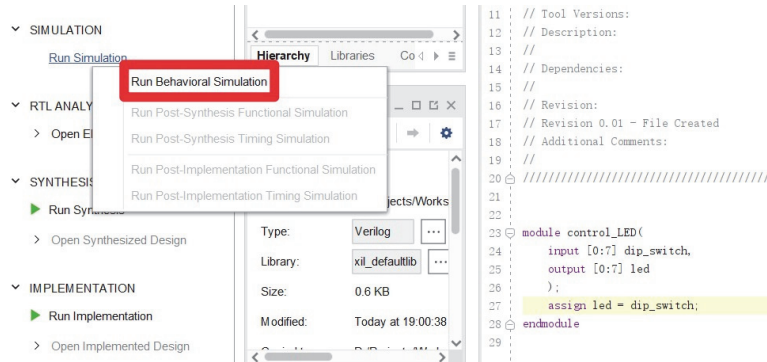 SIMULATION
Run Simulation
Run Behavioral Simulation
Run Post-Synthesis Functional Simulation
Run Post-Synthesis Timing Simulation
Run Post-Implementation Functional Simulation
Run Post-Implementation Timing Simulation
RTL ANALY
Open El
SYNTHESIS
Run Synthesis
Open Synthesized Design
IMPLEMENTATION
Run Implementation
Open Implemented Design
Hierarchy Libraries Co
jects/Works
Type: Verilog ...
Library: xil_defaultlib ...
Size: 0.6 KB
Modified: Today at 19:00:38
11 // Tool Versions:
12 // Description:
13 //
14 // Dependencies:
15 //
16 // Revision:
17 // Revision 0.01 - File Created
18 // Additional Comments:
19 //
20 //////////////////////////////////////
21
22
23 module control_LED(
24 input [0:7] dip_switch,
25 output [0:7] led
26 );
27 assign led = dip_switch;
28 endmodule
29